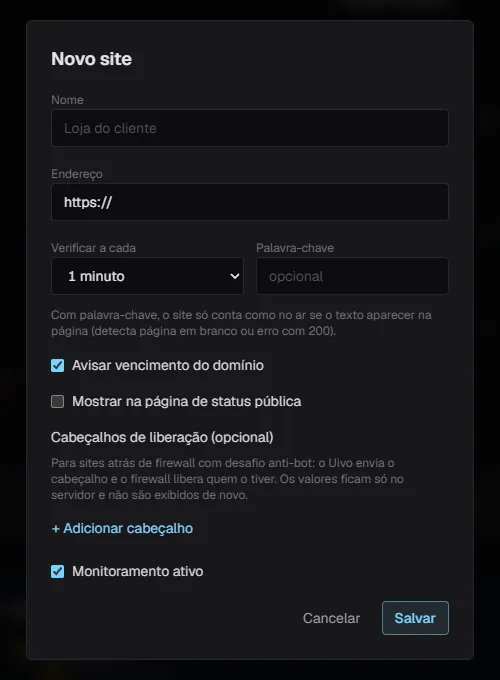 Novo site
Nome
Loja do cliente
Endereço
https://
Verificar a cada
Palavra-chave
1 minuto
opcional
Com palavra-chave, o site só conta como no ar se o texto aparecer na
página (detecta página em branco ou erro com 200).
Avisar vencimento do domínio
Mostrar na página de status pública
Cabeçalhos de liberação (opcional)
Para sites atrás de firewall com desafio anti-bot: o Uivo envia o
cabeçalho e o firewall libera quem o tiver. Os valores ficam só no
servidor e não são exibidos de novo.
+ Adicionar cabeçalho
Monitoramento ativo
Cancelar
Salvar